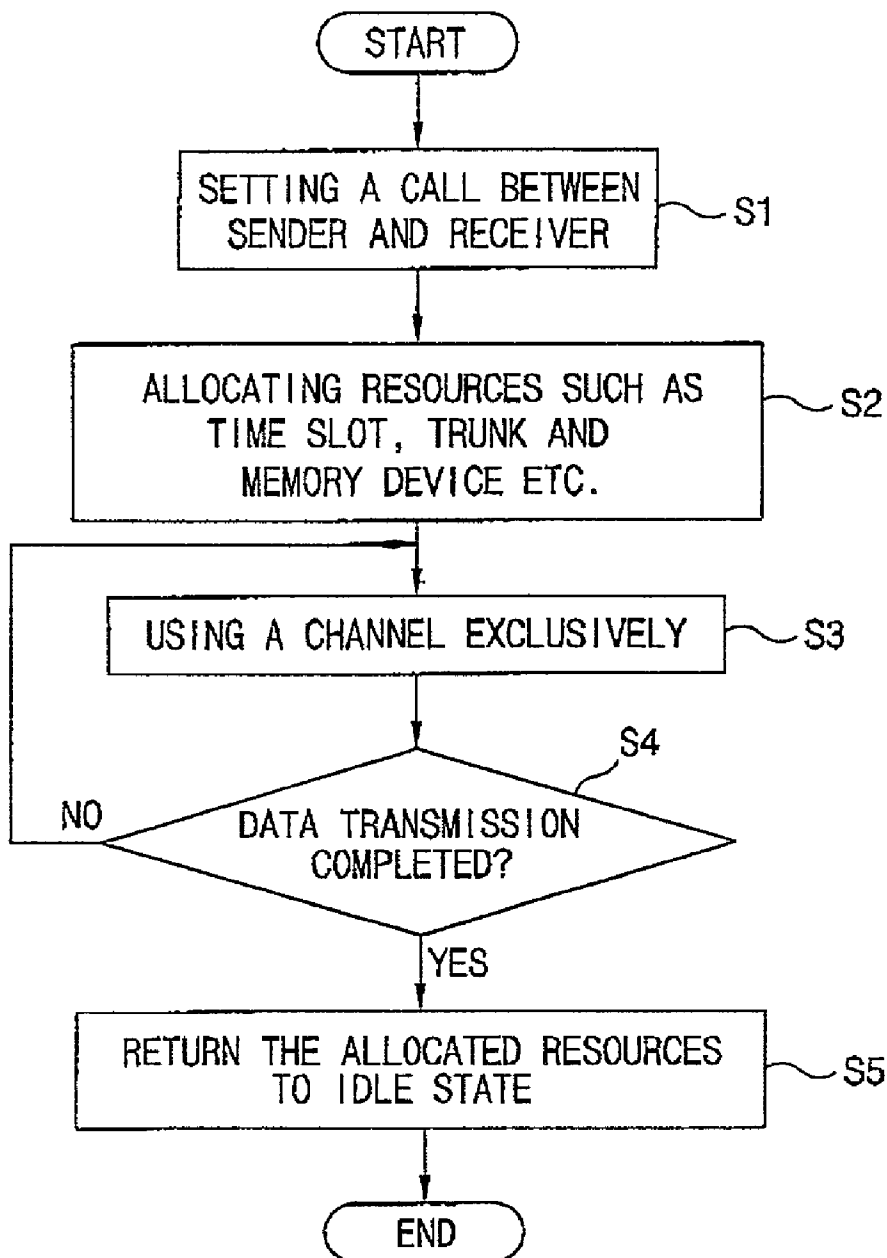 START
SETTING A CALL BETWEEN
SENDER AND RECEIVER
S1
ALLOCATING RESOURCES SUCH AS
TIME SLOT, TRUNK AND
MEMORY DEVICE ETC.
S2
USING A CHANNEL EXCLUSIVELY
S3
S4
NO
DATA TRANSMISSION
COMPLETED?
YES
RETURN THE ALLOCATED RESOURCES
TO IDLE STATE
S5
END